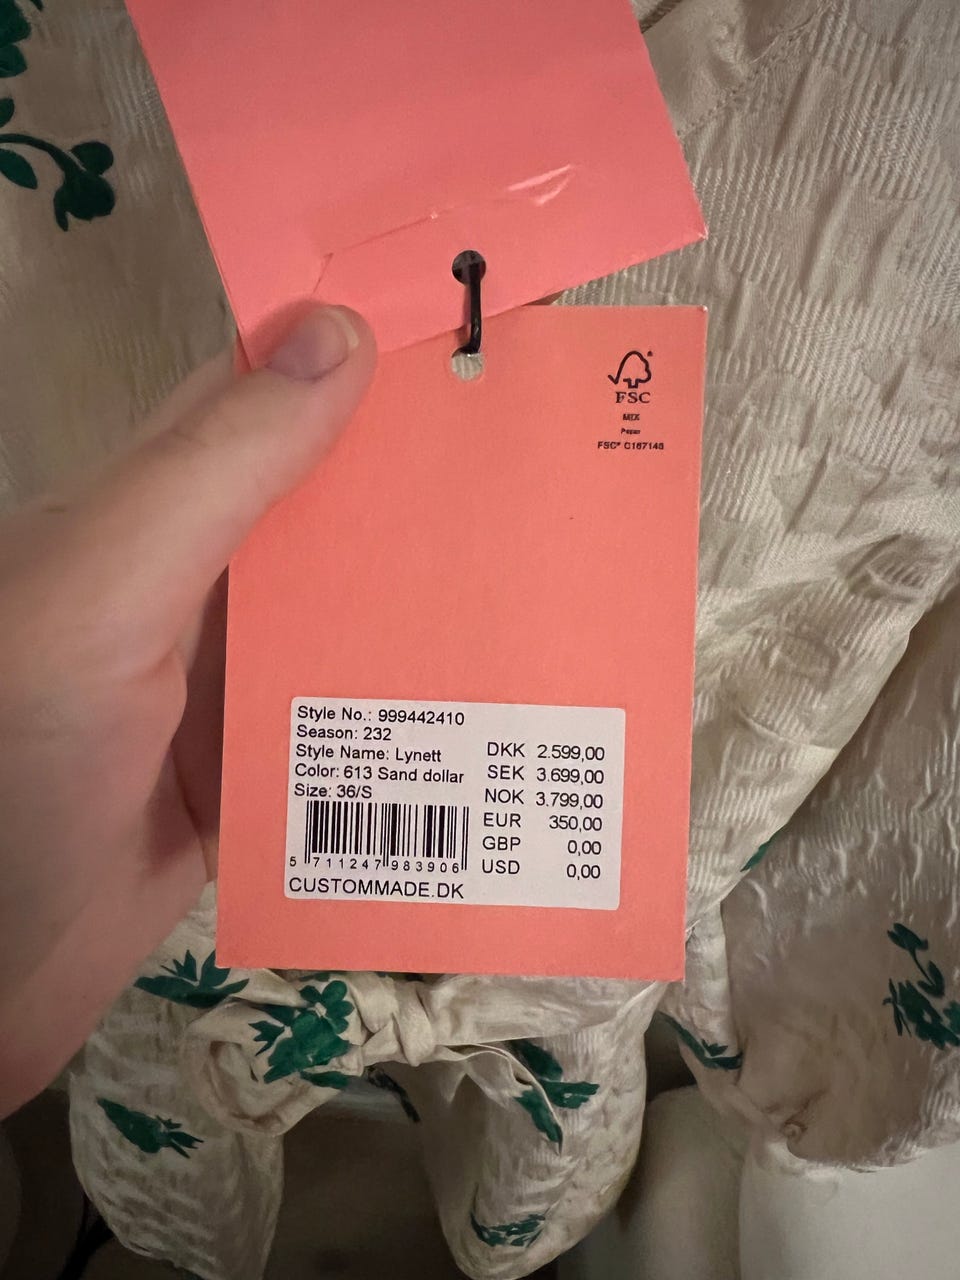 FSC
MIX
Paper
FSC® C167148
Style No.: 999442410
Season: 232
Style Name: Lynett
Color: 613 Sand dollar
Size: 36/S
DKK 2.599,00
SEK 3.699,00
NOK 3.799,00
EUR 350,00
GBP 0,00
USD 0,00
5 711247 983906
CUSTOMMADE.DK